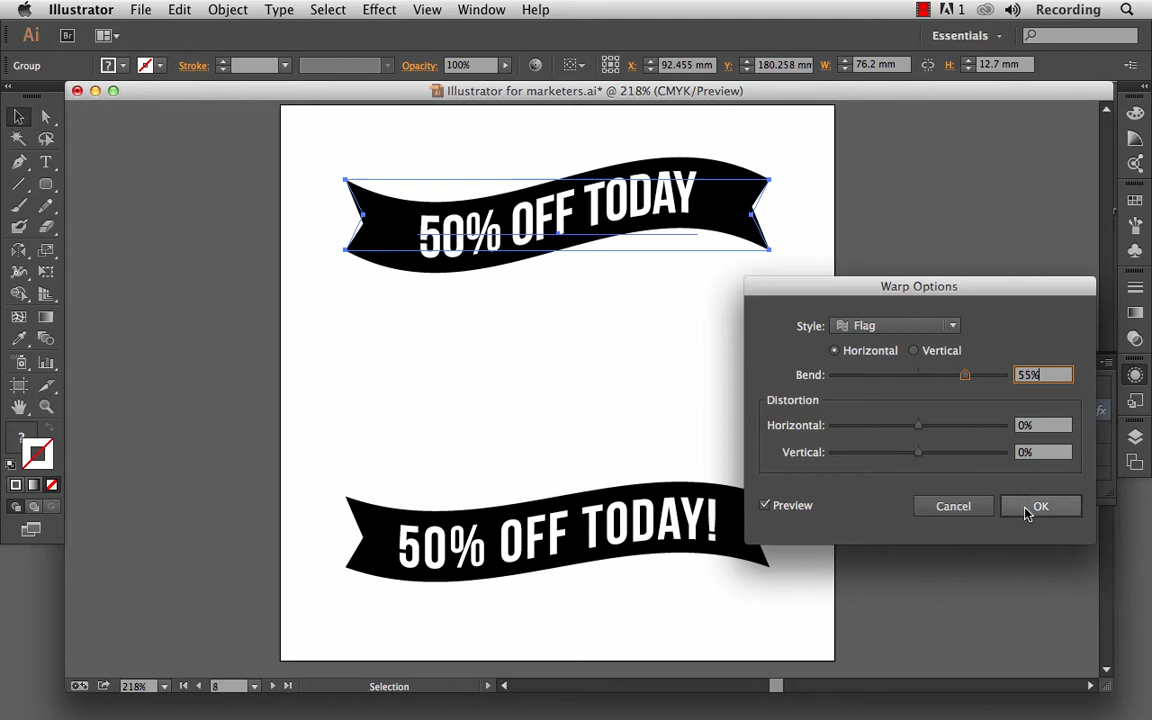 Illustrator File Edit Object Type Select Effect View Window Help 1 Recording
Ai Br Essentials
Group ? Stroke: Opacity: 100% X: 92.455 mm Y: 180.258 mm W: 76.2 mm H: 12.7 mm
Illustrator for marketers.ai* @ 218% (CMYK/Preview)
50% OFF TODAY
Warp Options
Style: Flag
Horizontal Vertical
Bend: 55%
Distortion
Horizontal: 0%
Vertical: 0%
Preview Cancel OK
fx
?
50% OFF TODAY!
218% 8 Selection